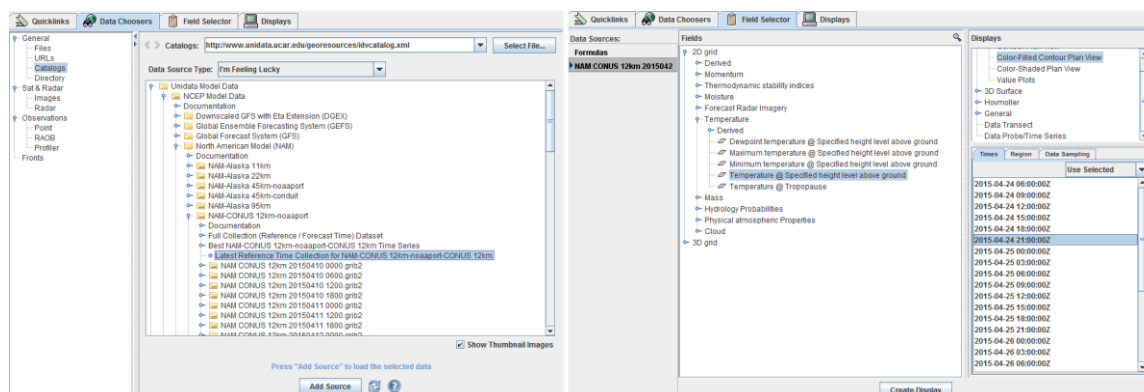 Quicklinks Data Choosers Field Selector Displays
General
Files
URLs
Catalogs
Directory
Sat & Radar
Images
Radar
Observations
Point
RAOB
Profiler
Fronts
Catalogs: http://www.unidata.ucar.edu/georesources/idvcatalog.xml Select File...
Data Source Type: I'm Feeling Lucky
Unidata Model Data
NCEP Model Data
Documentation
Downscaled GFS with Eta Extension (DGEX)
Global Ensemble Forecasting System (GEFS)
Global Forecast System (GFS)
North American Model (NAM)
Documentation
NAM-Alaska 11km
NAM-Alaska 22km
NAM-Alaska 45km-noaaport
NAM-Alaska 45km-conduit
NAM-Alaska 95km
NAM-CONUS 12km-noaaport
Documentation
Full Collection (Reference / Forecast Time) Dataset
Best NAM-CONUS 12km-noaaport-CONUS 12km Time Series
Latest Reference Time Collection for NAM-CONUS 12km-noaaport-CONUS 12km
NAM CONUS 12km 20150410 0000.grib2
NAM CONUS 12km 20150410 0600.grib2
NAM CONUS 12km 20150410 1200.grib2
NAM CONUS 12km 20150410 1800.grib2
NAM CONUS 12km 20150411 0000.grib2
NAM CONUS 12km 20150411 1200.grib2
NAM CONUS 12km 20150411 1800.grib2
NAM CONUS 12km 20150412 0000.grib2
Show Thumbnail Images
Press "Add Source" to load the selected data
Add Source
Quicklinks Data Choosers Field Selector Displays
Data Sources:
Formulas
NAM CONUS 12km 2015042
Fields
2D grid
Derived
Momentum
Thermodynamic stability indices
Moisture
Forecast Radar Imagery
Temperature
Derived
Dewpoint temperature @ Specified height level above ground
Maximum temperature @ Specified height level above ground
Minimum temperature @ Specified height level above ground
Temperature @ Specified height level above ground
Temperature @ Tropopause
Mass
Hydrology Probabilities
Physical atmospheric Properties
Cloud
3D grid
Displays
Color-Filled Contour Plan View
Color-Shaded Plan View
Value Plots
3D Surface
Hovmoller
General
Data Transect
Data Probe/Time Series
Times Region Data Sampling
Use Selected
2015-04-24 06:00:00Z
2015-04-24 09:00:00Z
2015-04-24 12:00:00Z
2015-04-24 15:00:00Z
2015-04-24 18:00:00Z
2015-04-24 21:00:00Z
2015-04-25 00:00:00Z
2015-04-25 03:00:00Z
2015-04-25 06:00:00Z
2015-04-25 09:00:00Z
2015-04-25 12:00:00Z
2015-04-25 15:00:00Z
2015-04-25 18:00:00Z
2015-04-25 21:00:00Z
2015-04-26 00:00:00Z
2015-04-26 03:00:00Z
2015-04-26 06:00:00Z
Create Display